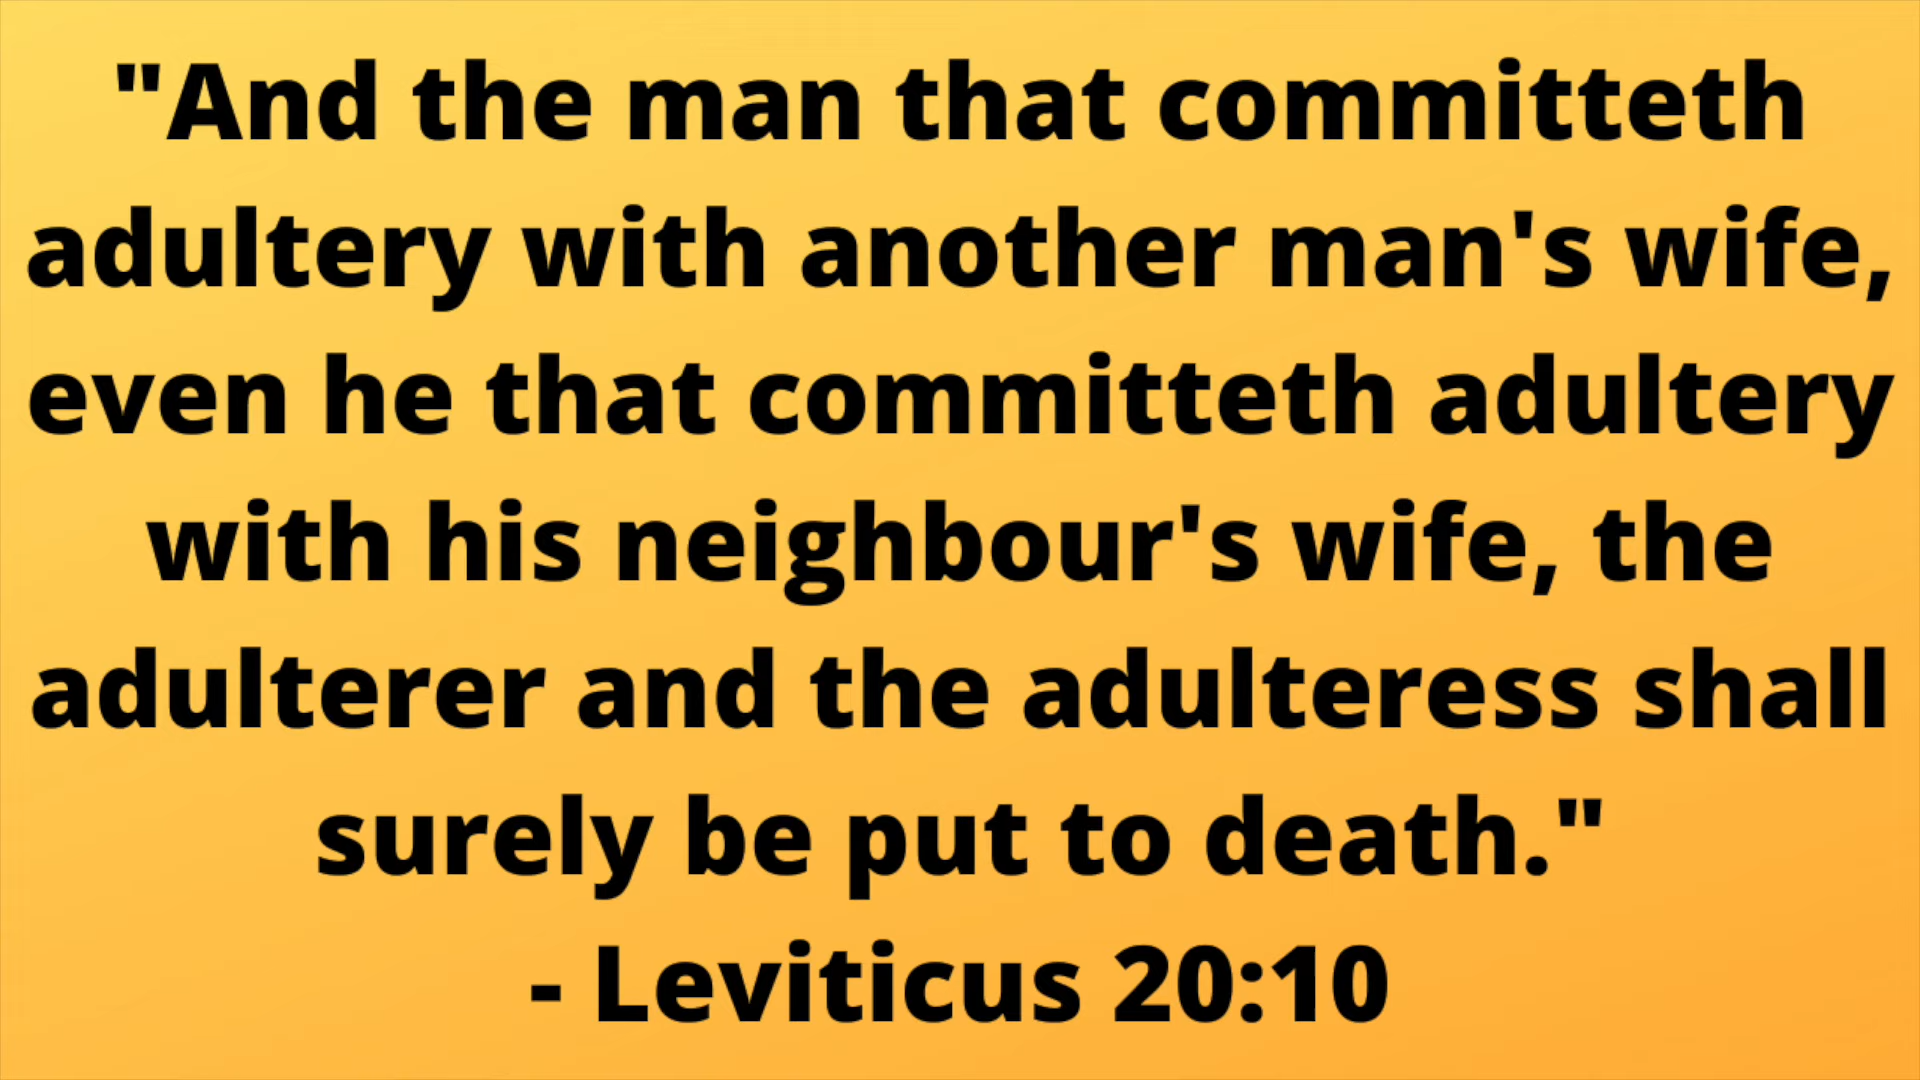 "And the man that committeth
adultery with another man's wife,
even he that committeth adultery
with his neighbour's wife, the
adulterer and the adulteress shall
surely be put to death."
- Leviticus 20:10